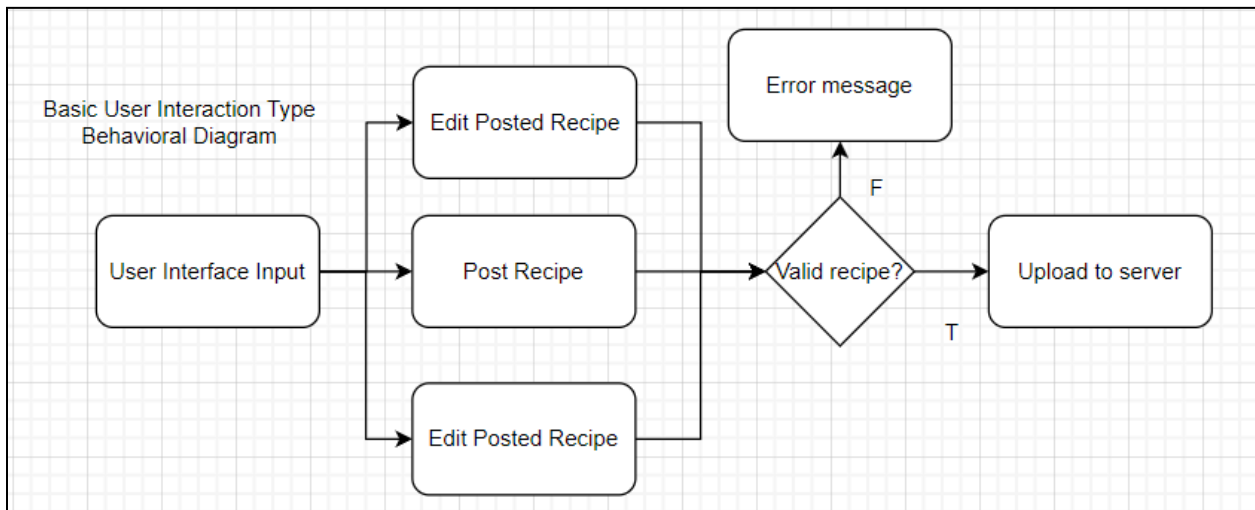 Basic User Interaction Type
Behavioral Diagram
User Interface Input
Edit Posted Recipe
Post Recipe
Edit Posted Recipe
Valid recipe?
F
Error message
T
Upload to server